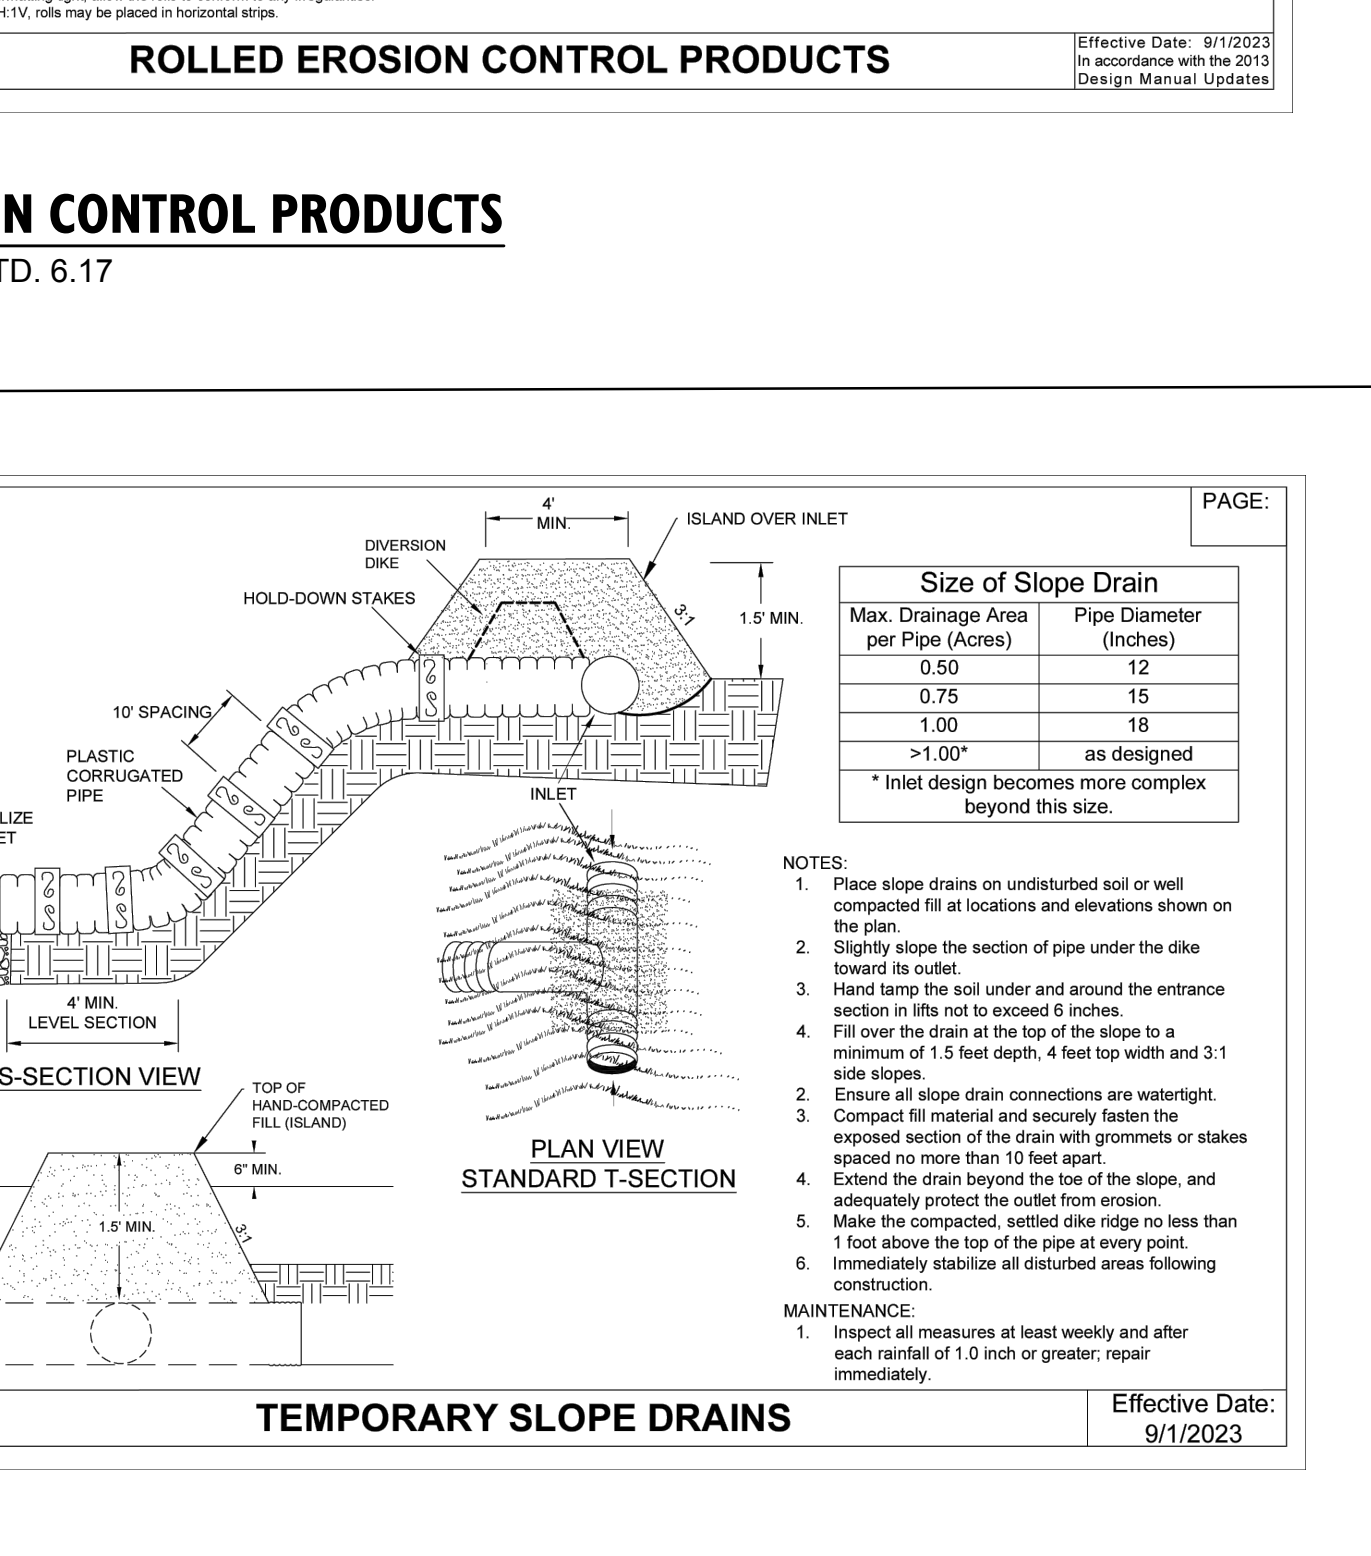 H:1V, rolls may be placed in horizontal strips.
ROLLED EROSION CONTROL PRODUCTS
Effective Date: 9/1/2023
In accordance with the 2013
Design Manual Updates
N CONTROL PRODUCTS
TD. 6.17
PAGE:
4'
MIN.
ISLAND OVER INLET
DIVERSION
DIKE
HOLD-DOWN STAKES
3:1
1.5' MIN.
10' SPACING
PLASTIC
CORRUGATED
PIPE
LIZE
ET
INLET
4' MIN.
LEVEL SECTION
S-SECTION VIEW
TOP OF
HAND-COMPACTED
FILL (ISLAND)
6" MIN.
1.5' MIN.
3:1
PLAN VIEW
STANDARD T-SECTION
Size of Slope Drain
Max. Drainage Area
per Pipe (Acres)
Pipe Diameter
(Inches)
0.50 12
0.75 15
1.00 18
>1.00* as designed
* Inlet design becomes more complex
beyond this size.
NOTES:
1. Place slope drains on undisturbed soil or well
compacted fill at locations and elevations shown on
the plan.
2. Slightly slope the section of pipe under the dike
toward its outlet.
3. Hand tamp the soil under and around the entrance
section in lifts not to exceed 6 inches.
4. Fill over the drain at the top of the slope to a
minimum of 1.5 feet depth, 4 feet top width and 3:1
side slopes.
2. Ensure all slope drain connections are watertight.
3. Compact fill material and securely fasten the
exposed section of the drain with grommets or stakes
spaced no more than 10 feet apart.
4. Extend the drain beyond the toe of the slope, and
adequately protect the outlet from erosion.
5. Make the compacted, settled dike ridge no less than
1 foot above the top of the pipe at every point.
6. Immediately stabilize all disturbed areas following
construction.
MAINTENANCE:
1. Inspect all measures at least weekly and after
each rainfall of 1.0 inch or greater; repair
immediately.
TEMPORARY SLOPE DRAINS
Effective Date:
9/1/2023